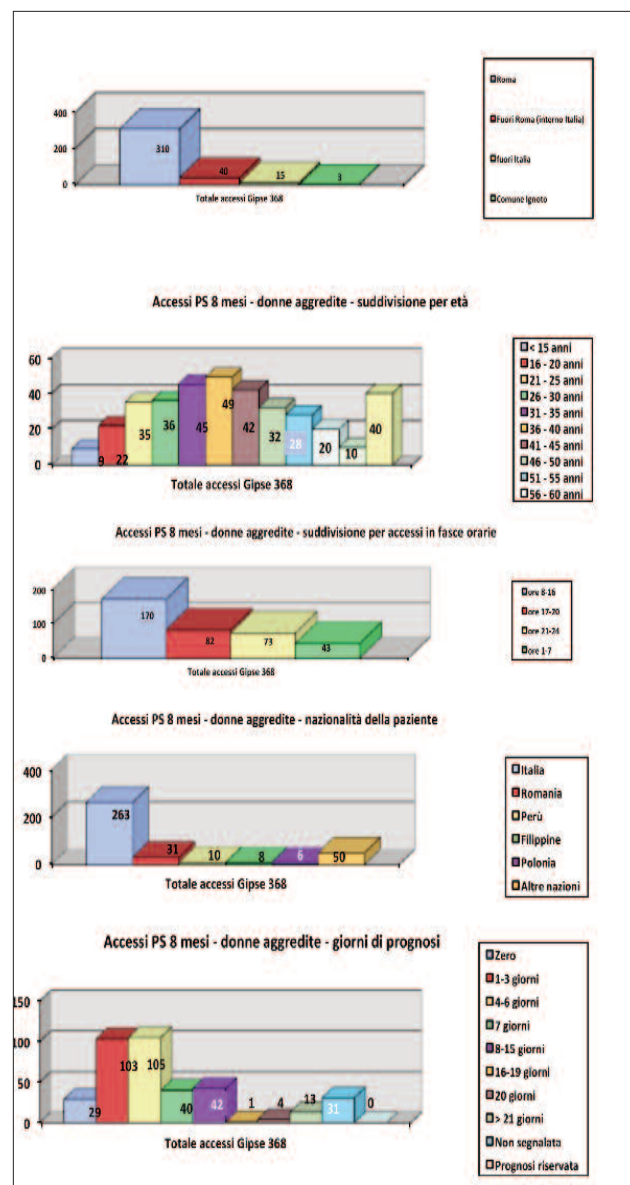 Roma
Fuori Roma (interno Italia)
fuori Italia
Comune Ignoto
400
200
0
310
40
15
3
Totale accessi Gipse 368
Accessi PS 8 mesi - donne aggredite - suddivisione per età
60
40
20
0
9
22
35
36
45
49
42
32
28
20
10
40
Totale accessi Gipse 368
< 15 anni
16 - 20 anni
21 - 25 anni
26 - 30 anni
31 - 35 anni
36 - 40 anni
41 - 45 anni
46 - 50 anni
51 - 55 anni
56 - 60 anni
Accessi PS 8 mesi - donne aggredite - suddivisione per accessi in fasce orarie
200
100
0
170
82
73
43
Totale accessi Gipse 368
ore 8-16
ore 17-20
ore 21-24
ore 1-7
Accessi PS 8 mesi - donne aggredite - nazionalità della paziente
400
200
0
263
31
10
8
6
50
Totale accessi Gipse 368
Italia
Romania
Perù
Filippine
Polonia
Altre nazioni
Accessi PS 8 mesi - donne aggredite - giorni di prognosi
150
100
50
0
29
103
105
40
42
1
4
13
31
0
Totale accessi Gipse 368
Zero
1-3 giorni
4-6 giorni
7 giorni
8-15 giorni
16-19 giorni
20 giorni
> 21 giorni
Non segnalata
Prognosi riservata